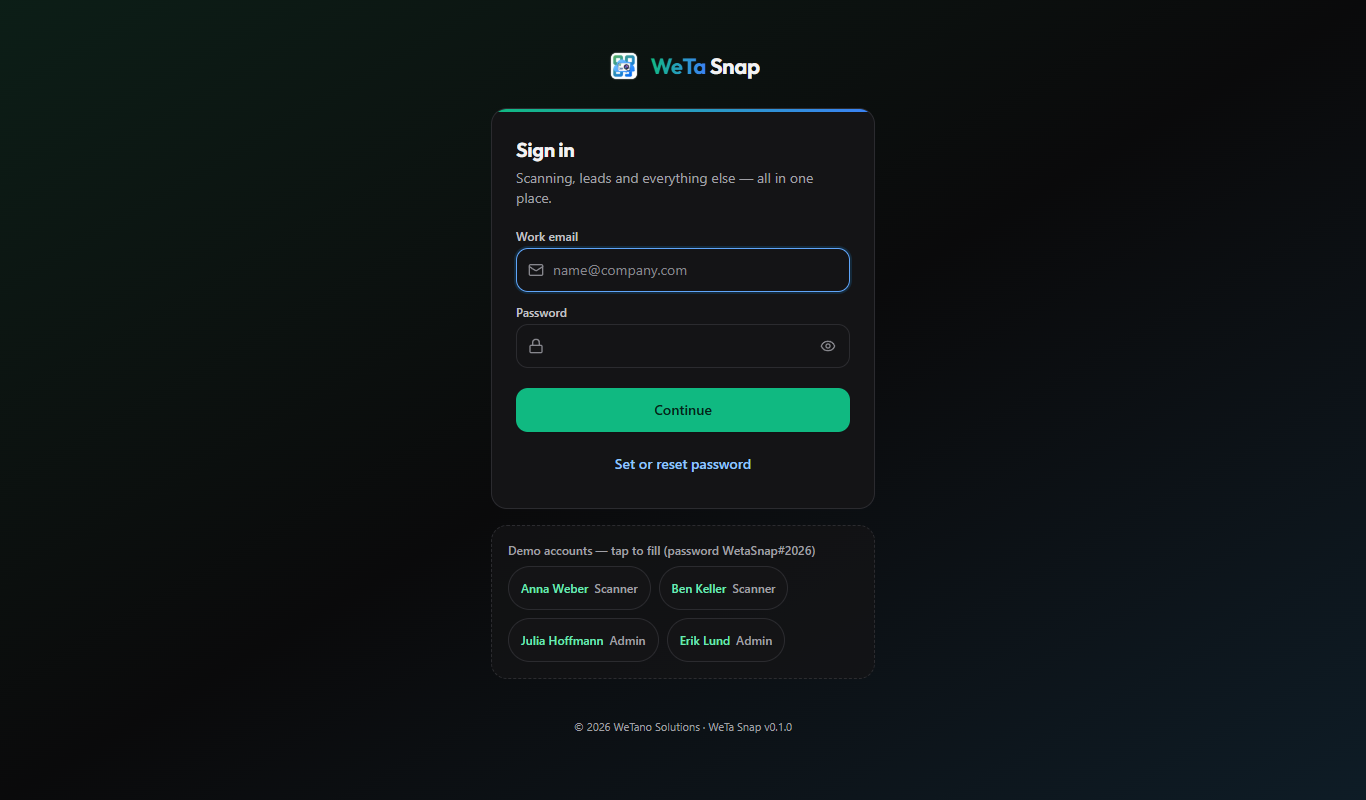 WeTa Snap
Sign in
Scanning, leads and everything else — all in one
place.
Work email
name@company.com
Password
Continue
Set or reset password
Demo accounts — tap to fill (password WetaSnap#2026)
Anna Weber Scanner
Ben Keller Scanner
Julia Hoffmann Admin
Erik Lund Admin
© 2026 WeTano Solutions · WeTa Snap v0.1.0